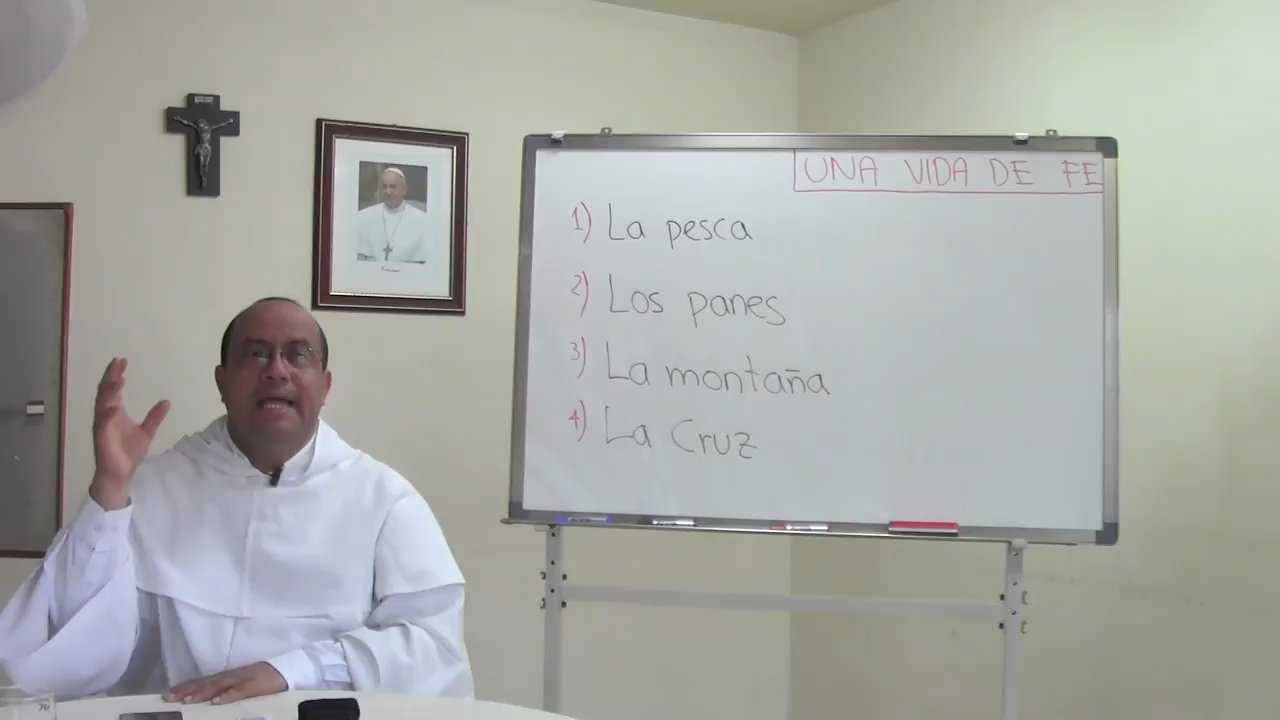 UNA VIDA DE FE
1) La pesca
2) Los panes
3) La montaña
4) La Cruz